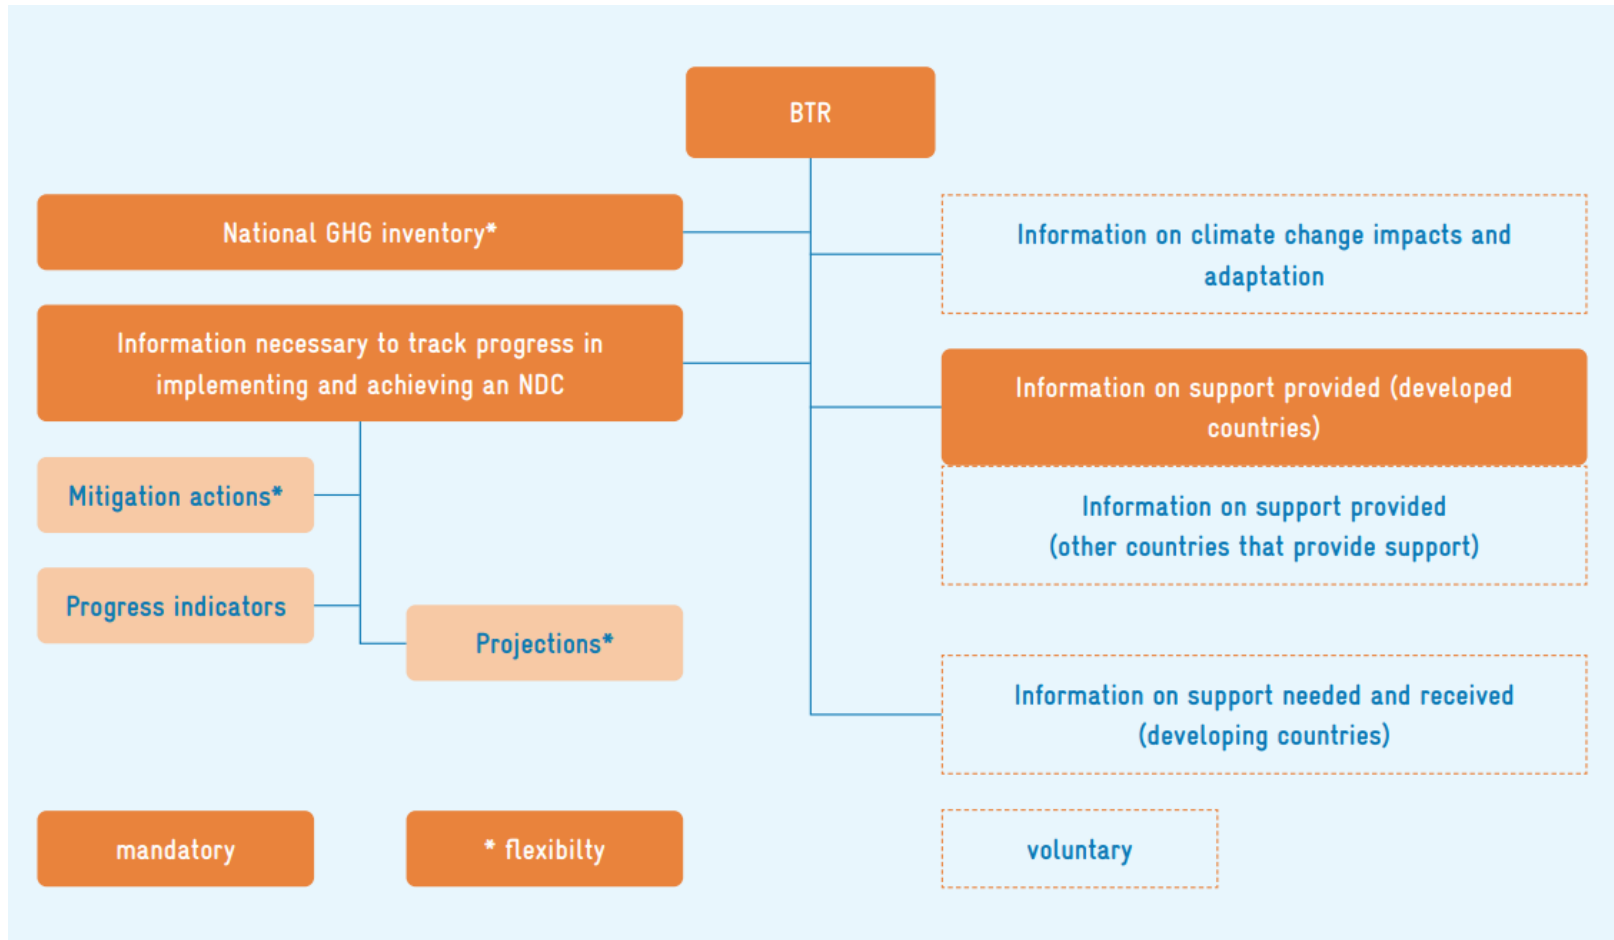 BTR
National GHG inventory*
Information necessary to track progress in
implementing and achieving an NDC
Mitigation actions*
Progress indicators
Projections*
Information on climate change impacts and
adaptation
Information on support provided (developed
countries)
Information on support provided
(other countries that provide support)
Information on support needed and received
(developing countries)
mandatory
* flexibilty
voluntary